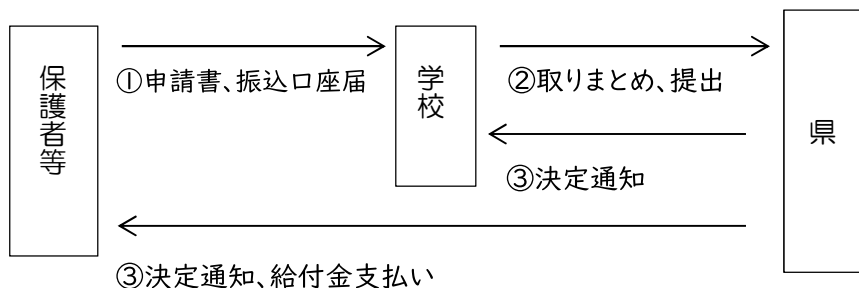 保護者等
①申請書、振込口座届
学校
②取りまとめ、提出
県
③決定通知
③決定通知、給付金支払い